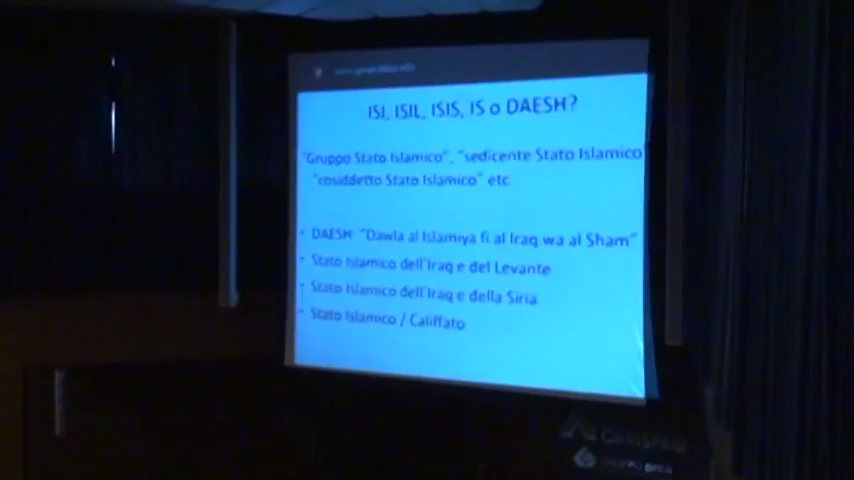 ISI, ISIL, ISIS, IS o DAESH?
"Gruppo Stato Islamico", "sedicente Stato Islamico"
"cosiddetto Stato Islamico" etc.
• DAESH: "Dawla al Islamiya fi al Iraq wa al Sham"
• Stato Islamico dell'Iraq e del Levante
• Stato Islamico dell'Iraq e della Siria
• Stato Islamico / Califfato
CARISPEZIA
GRUPPO